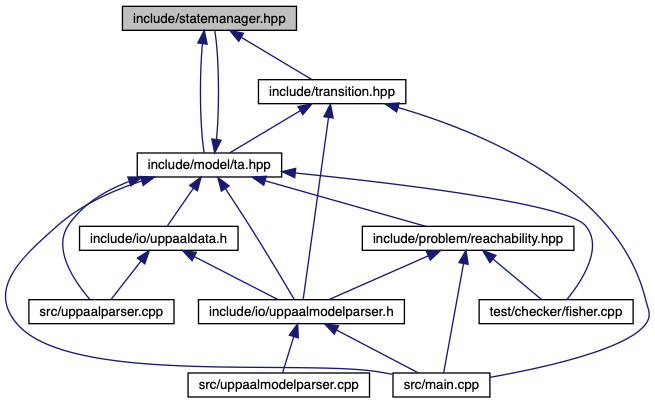 include/statemanager.hpp
include/transition.hpp
include/model/ta.hpp
include/io/uppaaldata.h
include/problem/reachability.hpp
src/uppaalparser.cpp
include/io/uppaalmodelparser.h
test/checker/fisher.cpp
src/uppaalmodelparser.cpp
src/main.cpp